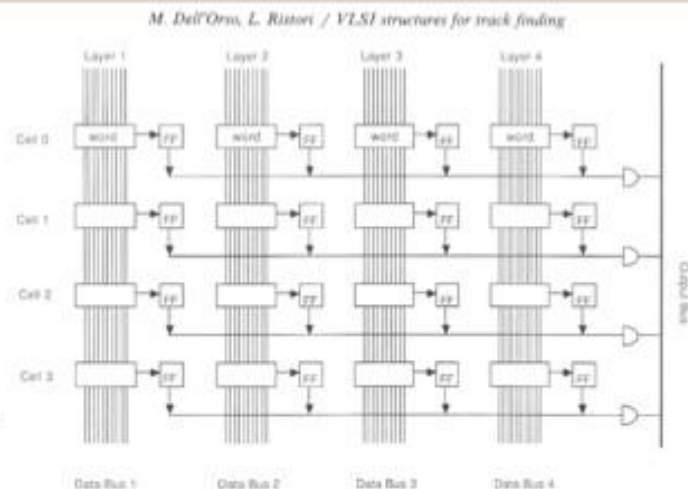 M. Dell'Orso, L. Ristori / VLSI structures for track finding
Layer 1 Layer 2 Layer 3 Layer 4
Cell 0 word FF word FF word FF word FF
Cell 1 FF FF FF FF
Cell 2 FF FF FF FF
Cell 3 FF FF FF FF
Output Bus
Data Bus 1 Data Bus 2 Data Bus 3 Data Bus 4